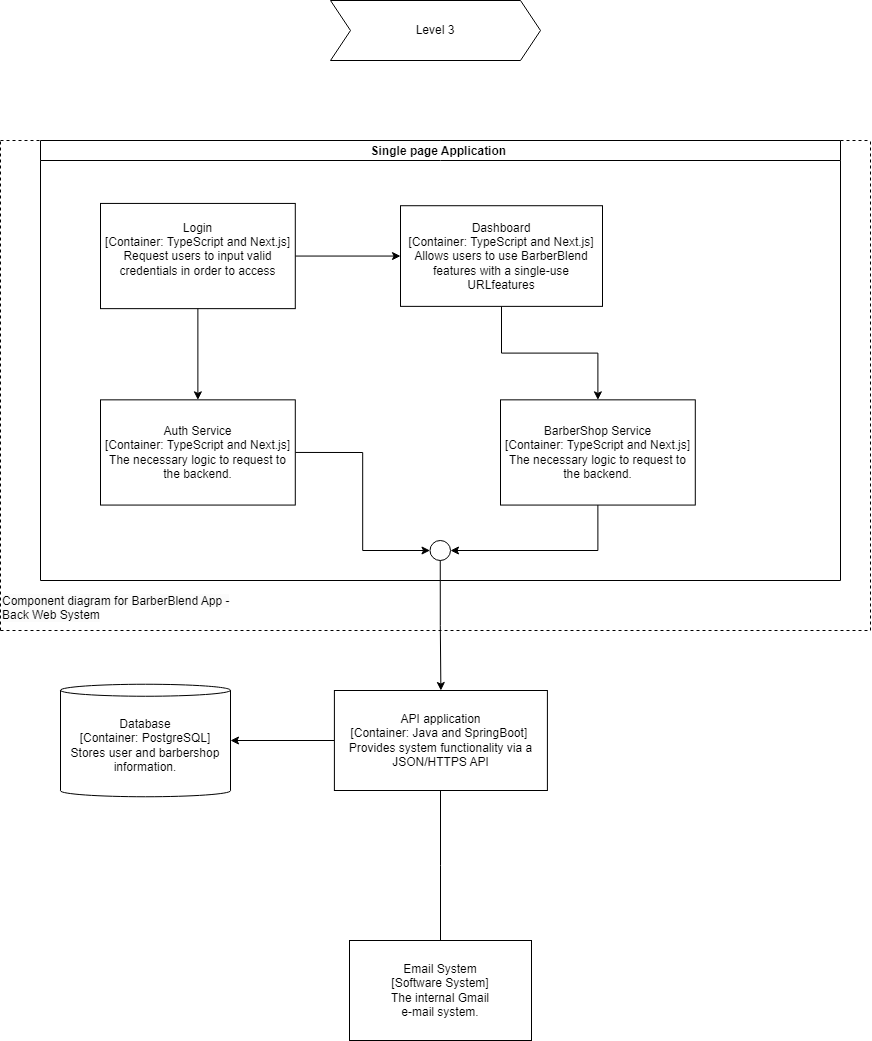 Level 3
Single page Application
Login
[Container: TypeScript and Next.js]
Request users to input valid
credentials in order to access
Dashboard
[Container: TypeScript and Next.js]
Allows users to use BarberBlend
features with a single-use
URLfeatures
Auth Service
[Container: TypeScript and Next.js]
The necessary logic to request to
the backend.
BarberShop Service
[Container: TypeScript and Next.js]
The necessary logic to request to
the backend.
Component diagram for BarberBlend App -
Back Web System
Database
[Container: PostgreSQL]
Stores user and barbershop
information.
API application
[Container: Java and SpringBoot]
Provides system functionality via a
JSON/HTTPS API
Email System
[Software System]
The internal Gmail
e-mail system.